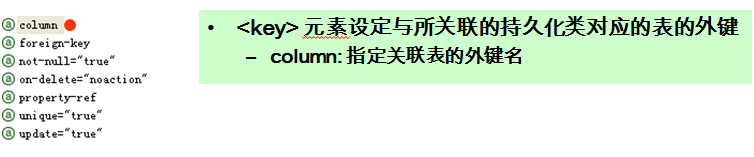 column
foreign-key
not-null="true"
on-delete="noaction"
property-ref
unique="true"
update="true"
• <key> 元素设定与所关联的持久化类对应的表的外键
– column: 指定关联表的外键名